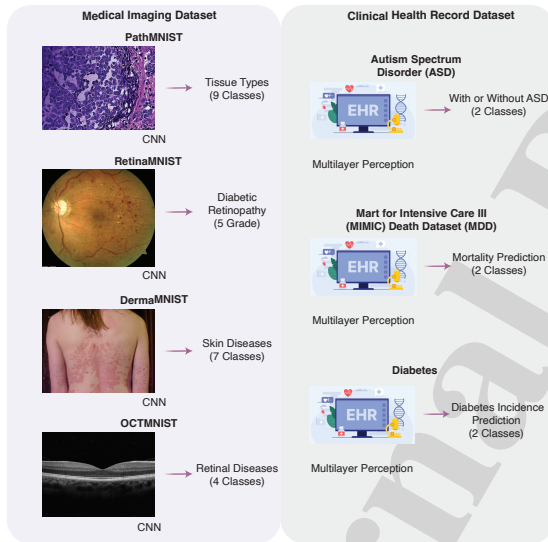 Medical Imaging Dataset
PathMNIST
Tissue Types
(9 Classes)
CNN
RetinaMNIST
Diabetic
Retinopathy
(5 Grade)
CNN
DermaMNIST
Skin Diseases
(7 Classes)
CNN
OCTMNIST
Retinal Diseases
(4 Classes)
CNN
Clinical Health Record Dataset
Autism Spectrum
Disorder (ASD)
EHR
With or Without ASD
(2 Classes)
Multilayer Perception
Mart for Intensive Care III
(MIMIC) Death Dataset (MDD)
EHR
Mortality Prediction
(2 Classes)
Multilayer Perception
Diabetes
EHR
Diabetes Incidence
Prediction
(2 Classes)
Multilayer Perception